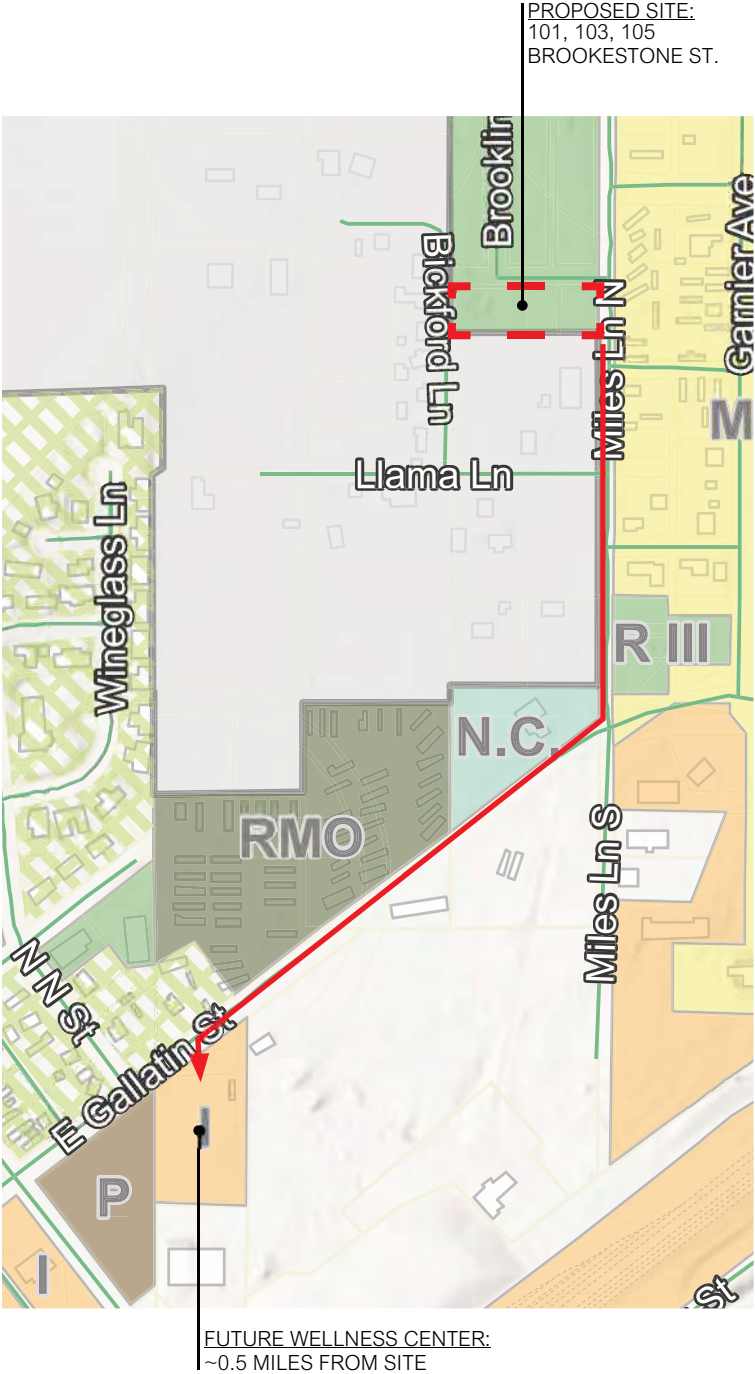 PROPOSED SITE:
101, 103, 105
BROOKESTONE ST.
Brooklin
Bickford Ln
Miles Ln N
Garnier Ave
M
Llama Ln
Wineglass Ln
R III
N.C.
RMO
Miles Ln S
N N St
E Gallatin St
P
I
St
FUTURE WELLNESS CENTER:
~0.5 MILES FROM SITE